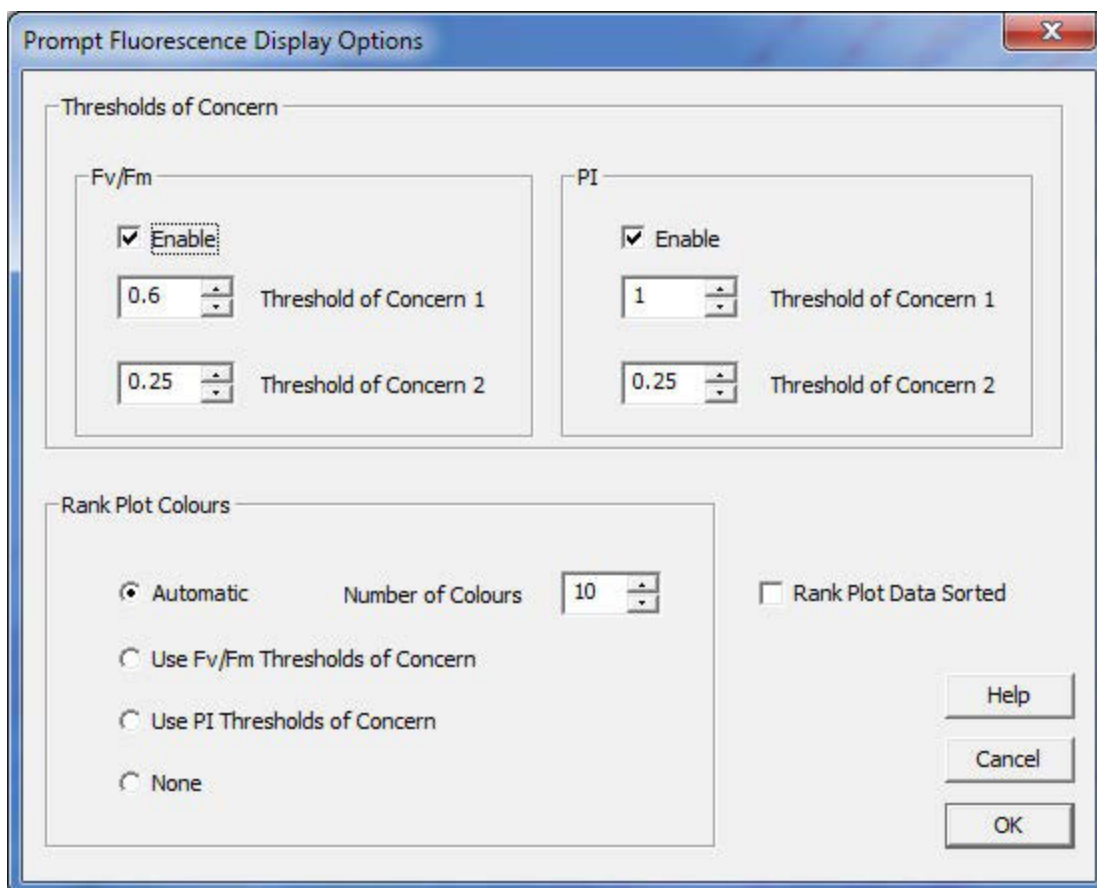 Prompt Fluorescence Display Options
Thresholds of Concern
Fv/Fm
Enable
0.6 Threshold of Concern 1
0.25 Threshold of Concern 2
PI
Enable
1 Threshold of Concern 1
0.25 Threshold of Concern 2
Rank Plot Colours
Automatic Number of Colours 10
Use Fv/Fm Thresholds of Concern
Use PI Thresholds of Concern
None
Rank Plot Data Sorted
Help
Cancel
OK